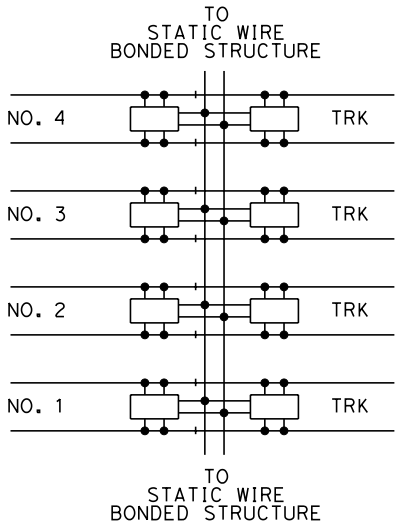 TO
STATIC WIRE
BONDED STRUCTURE
NO. 4 TRK
NO. 3 TRK
NO. 2 TRK
NO. 1 TRK
TO
STATIC WIRE
BONDED STRUCTURE